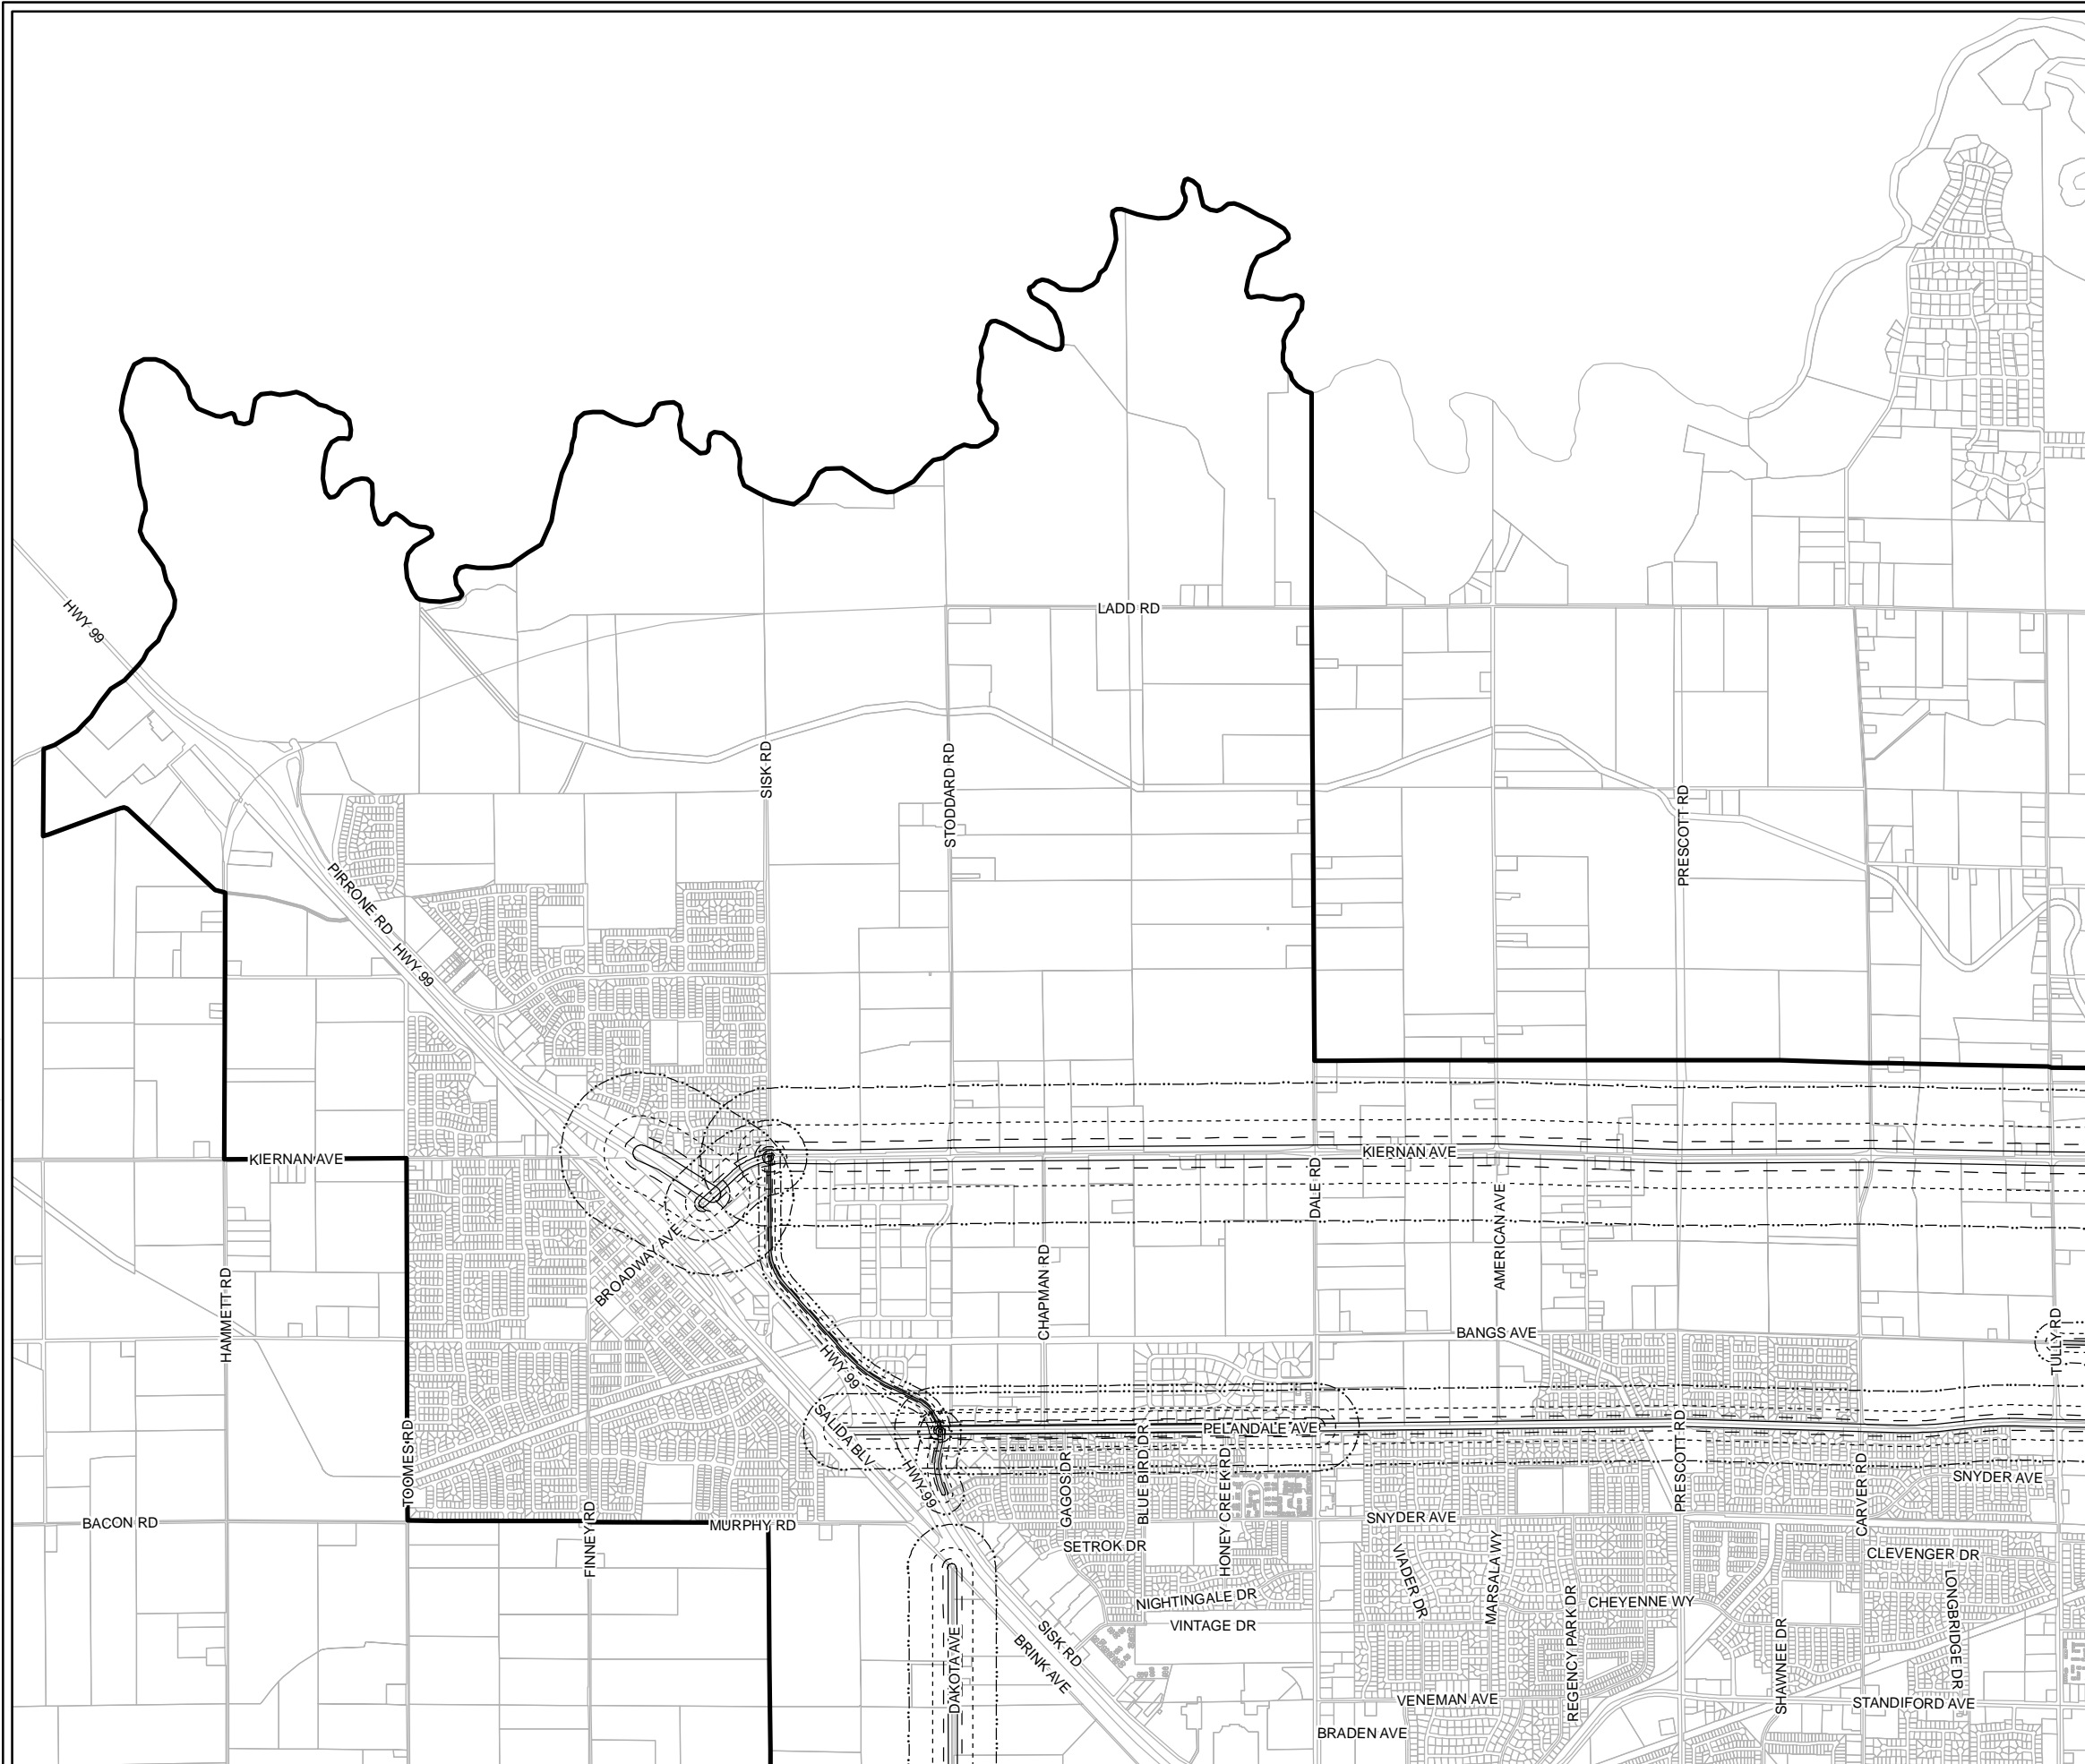 HWY 99
LADD RD
SISK RD
STODDARD RD
PRESCOTT RD
PIRRONE RD
HWY 99
KIERNAN AVE
KIERNAN AVE
DALE RD
AMERICAN AVE
BROADWAY AVE
CHAPMAN RD
HAMMETT RD
BANGS AVE
TULLY RD
HWY 99
SALIDA BLV
PELANDALE AVE
TOOMES RD
HWY 99
GAGOS DR
BLUE BIRD DR
HONEY CREEK RD
PRESCOTT RD
CARVER RD
SNYDER AVE
BACON RD
FINNEY RD
MURPHY RD
SNYDER AVE
SETROK DR
VIADER DR
MARSALA WY
CLEVENGER DR
NIGHTINGALE DR
CHEYENNE WY
LONGBRIDGE DR
VINTAGE DR
REGENCY PARK DR
SHAWNEE DR
DAKOTA AVE
SISK RD
BRINK AVE
VENEMAN AVE
STANDIFORD AVE
BRADEN AVE